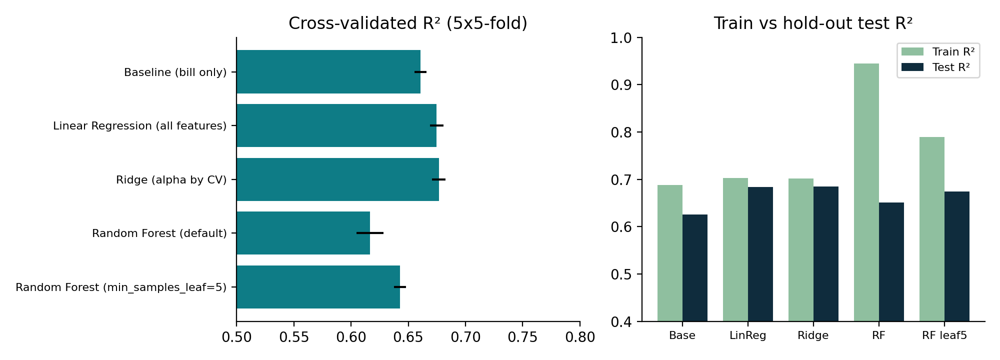 Cross-validated R² (5x5-fold)
Baseline (bill only)
Linear Regression (all features)
Ridge (alpha by CV)
Random Forest (default)
Random Forest (min_samples_leaf=5)
0.50 0.55 0.60 0.65 0.70 0.75 0.80
Train vs hold-out test R²
1.0
0.9
0.8
0.7
0.6
0.5
0.4
Train R²
Test R²
Base LinReg Ridge RF RF leaf5